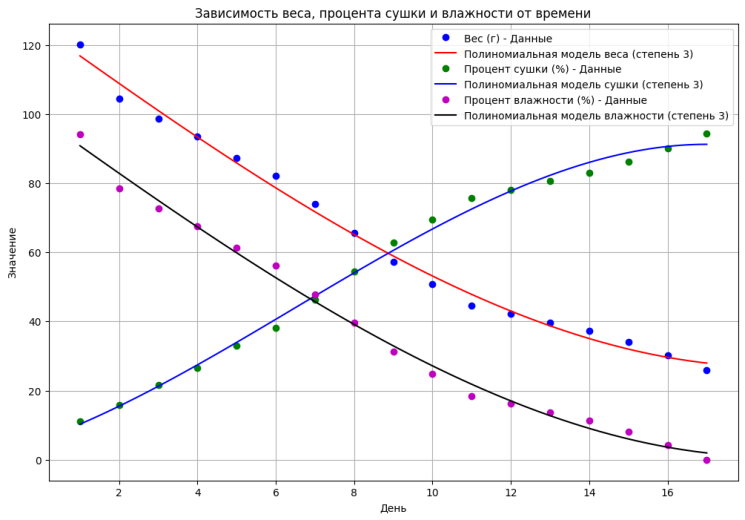 Зависимость веса, процента сушки и влажности от времени
Вес (г) - Данные
Полиномиальная модель веса (степень 3)
Процент сушки (%) - Данные
Полиномиальная модель сушки (степень 3)
Процент влажности (%) - Данные
Полиномиальная модель влажности (степень 3)
Значение
120
100
80
60
40
20
0
2 4 6 8 10 12 14 16
День